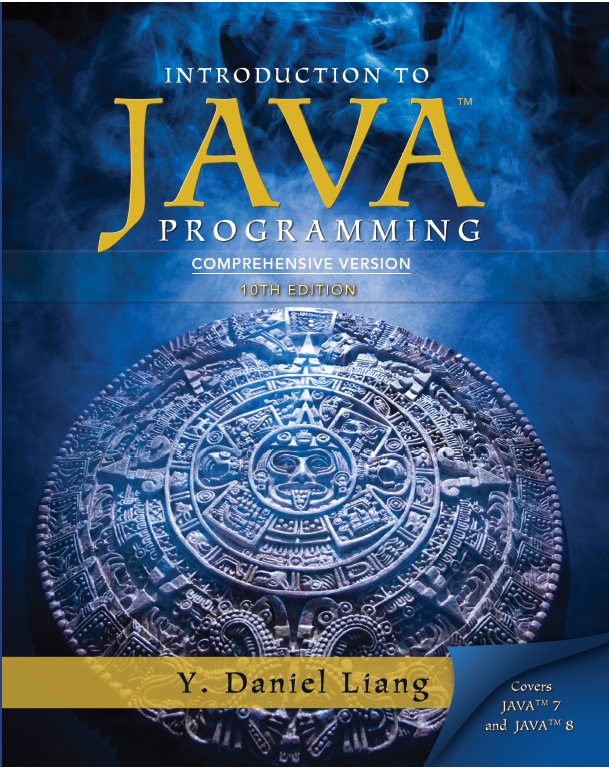 INTRODUCTION TO
JAVA™
PROGRAMMING
COMPREHENSIVE VERSION
10TH EDITION
Y. Daniel Liang
Covers
JAVA™ 7
and JAVA™ 8